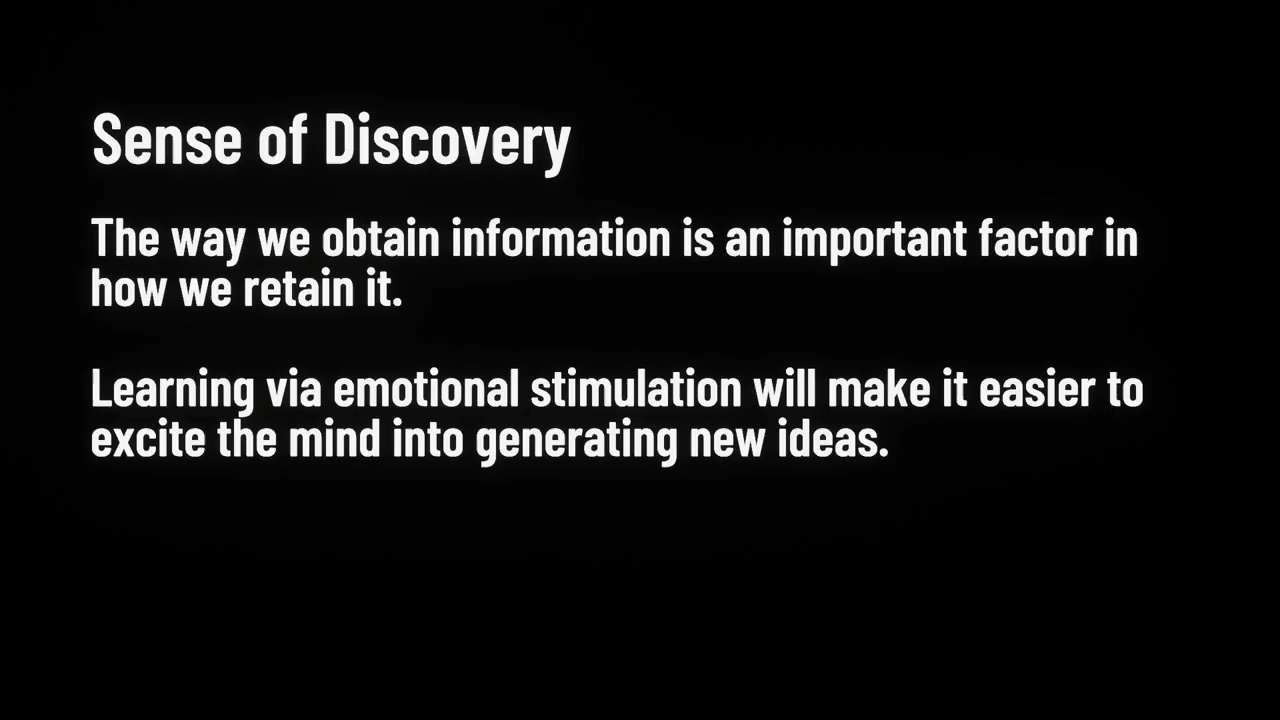 Sense of Discovery
The way we obtain information is an important factor in
how we retain it.
Learning via emotional stimulation will make it easier to
excite the mind into generating new ideas.